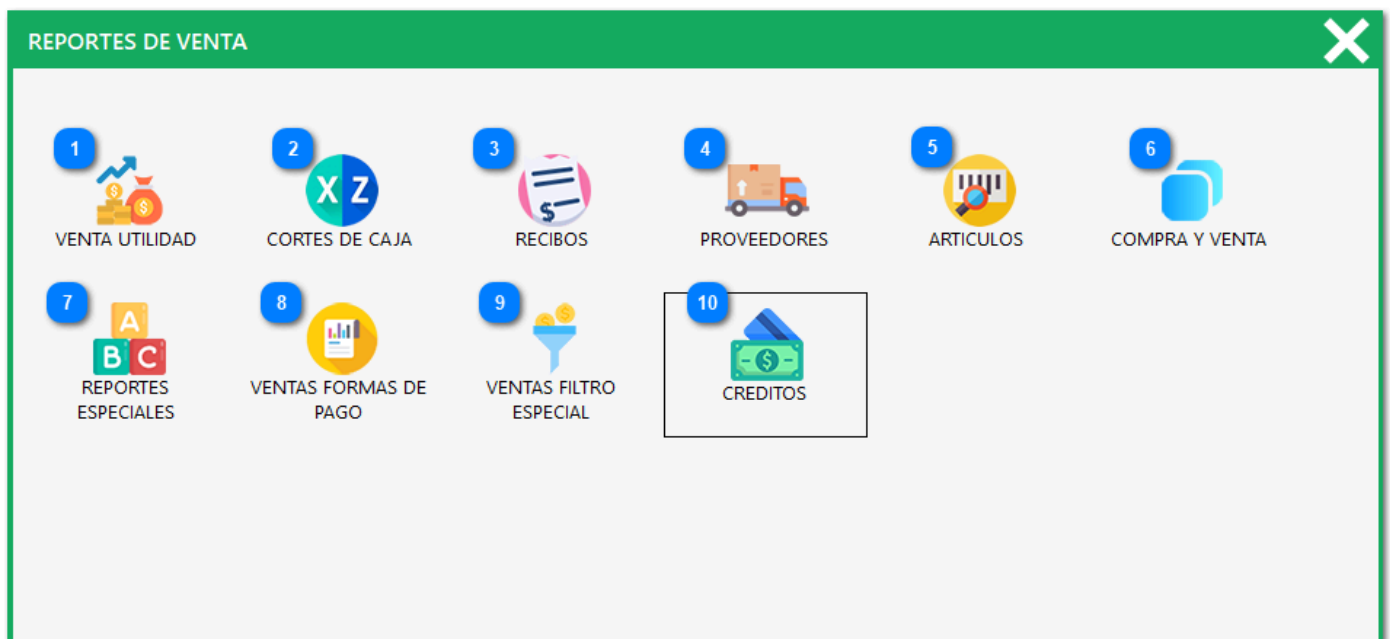 REPORTES DE VENTA
1
2
3
4
5
6
X Z
VENTA UTILIDAD
CORTES DE CAJA
RECIBOS
PROVEEDORES
ARTICULOS
COMPRA Y VENTA
7
8
9
10
A
B C
REPORTES
ESPECIALES
VENTAS FORMAS DE
PAGO
VENTAS FILTRO
ESPECIAL
CREDITOS